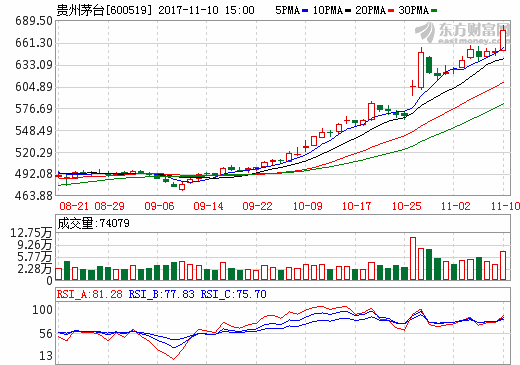 贵州茅台[600519] 2017-11-10 15:00 5PMA 10PMA 20PMA 30PMA
689.50
661.30
633.09
604.89
576.69
548.49
520.29
492.08
463.88
东方财富网
eastmoney.com
08-21 08-29 09-06 09-14 09-22 10-09 10-17 10-25 11-02 11-10
成交量:74079
12.75万
9.26万
5.77万
2.28万
0
RSI_A:81.28 RSI_B:77.83 RSI_C:75.70
100
56
13